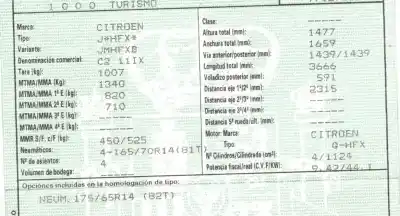 1000 TURISMO
Marca: CITROEN
Tipo: J*HFX*
Variante: JMHFXB
Denominación comercial: C2 11IX
Tara (kg): 1007
MTMA/MMA (Kg): 1340
MTMA/MMA 1º E (kg): 820
MTMA/MMA 2º E (kg): 710
MTMA/MMA 3º E (kg): -----
MTMA/MMA 4º E (kg): -----
MMR S/F, c/F (kg): 450/525
Neumáticos: 4-165/70R14(81T)
Nº de asientos: 4
Volumen de bodega: -----
Clase: -----
Altura total (mm): 1477
Anchura total (mm): 1659
Vía anterior/posterior (mm): 1439/1439
Longitud total (mm): 3666
Voladizo posterior (mm): 591
Distancia eje 1º/2º (mm): 2315
Distancia eje 2º/3º (mm): -----
Distancia eje 3º/4º (mm): -----
Distancia 5ª rueda/últ. (mm): -----
Motor: Marca: CITROEN
Tipo: G-HFX
Nº Cilindros/Cilindrada (cm³): 4/1124
Potencia fiscal/real (C.V.F/KW): 9.42/44.1
Opciones incluidas en la homologación de tipo:
NEUM.175/65R14 (82T)